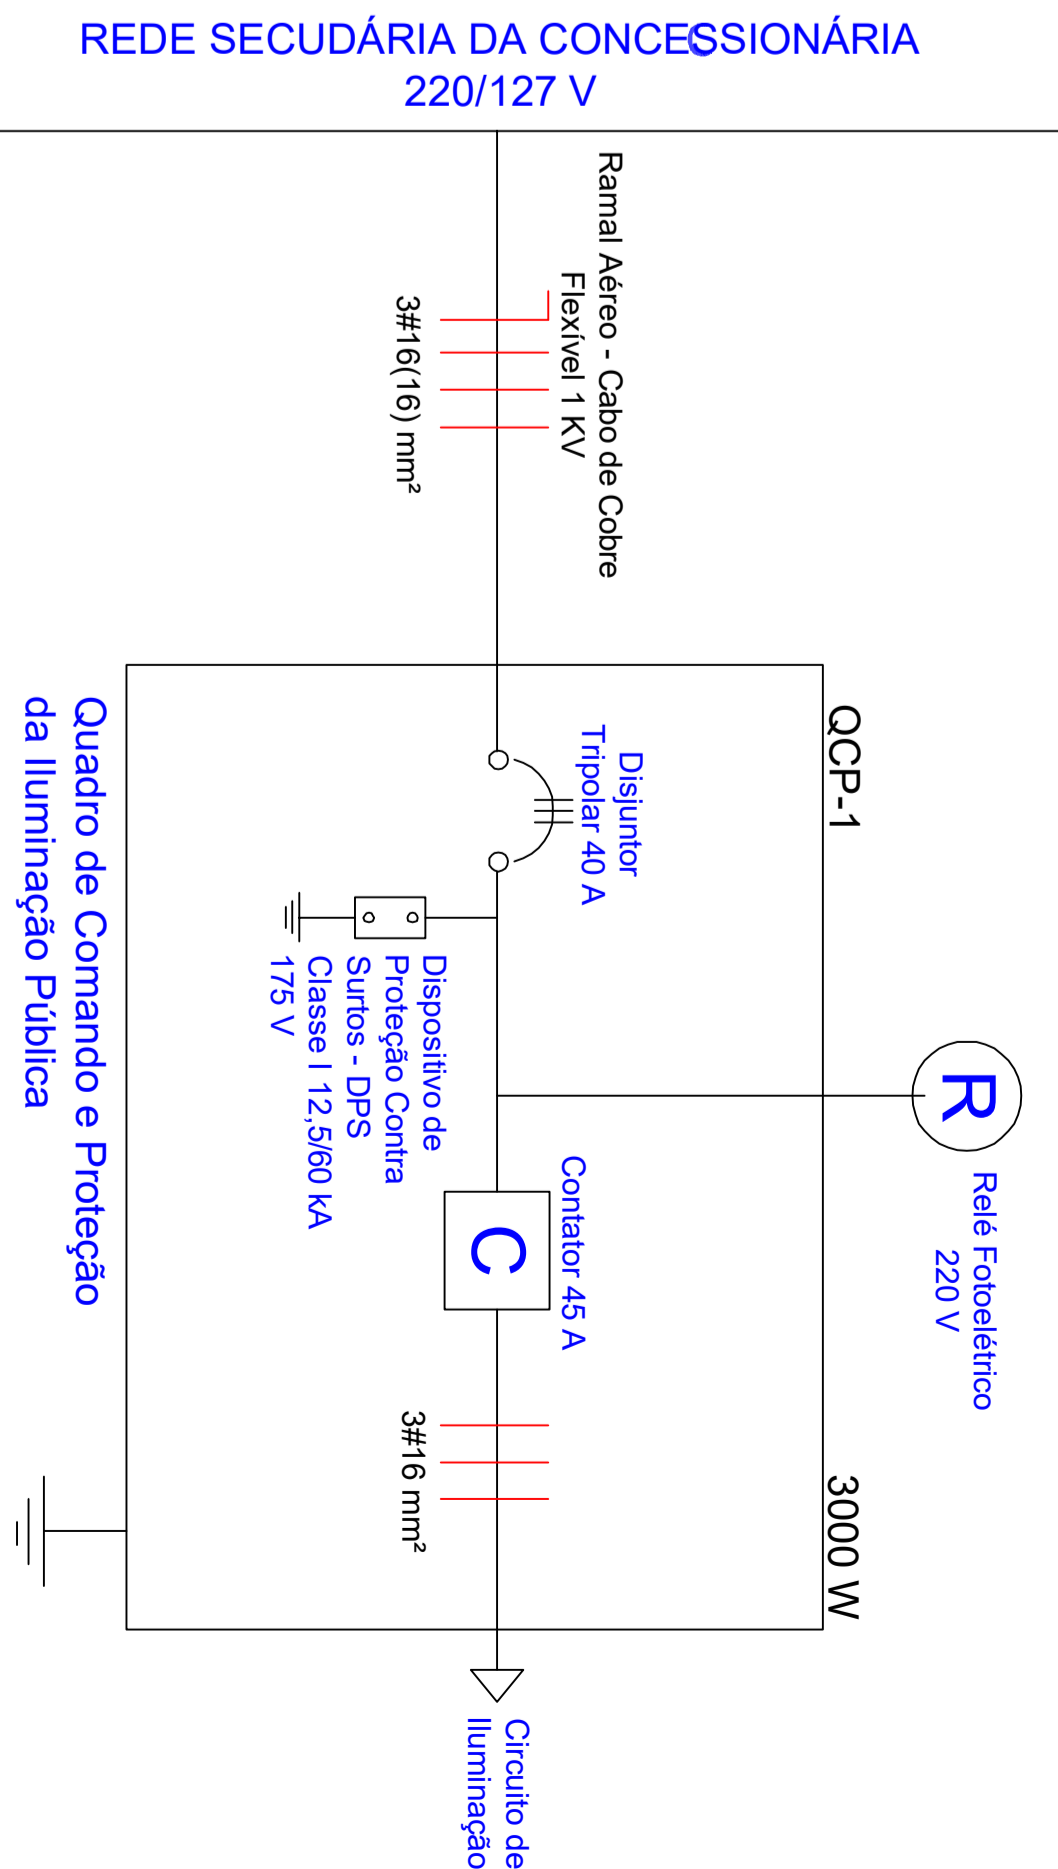 REDE SECUDÁRIA DA CONCESSIONÁRIA
220/127 V
Ramal Aéreo - Cabo de Cobre
Flexível 1 KV
3#16(16) mm²
QCP-1
3000 W
Disjuntor
Tripolar 40 A
Dispositivo de
Proteção Contra
Surtos - DPS
Classe I 12,5/60 kA
175 V
R
Relé Fotoelétrico
220 V
Contator 45 A
C
3#16 mm²
Circuito de
Iluminação
Quadro de Comando e Proteção
da Iluminação Pública